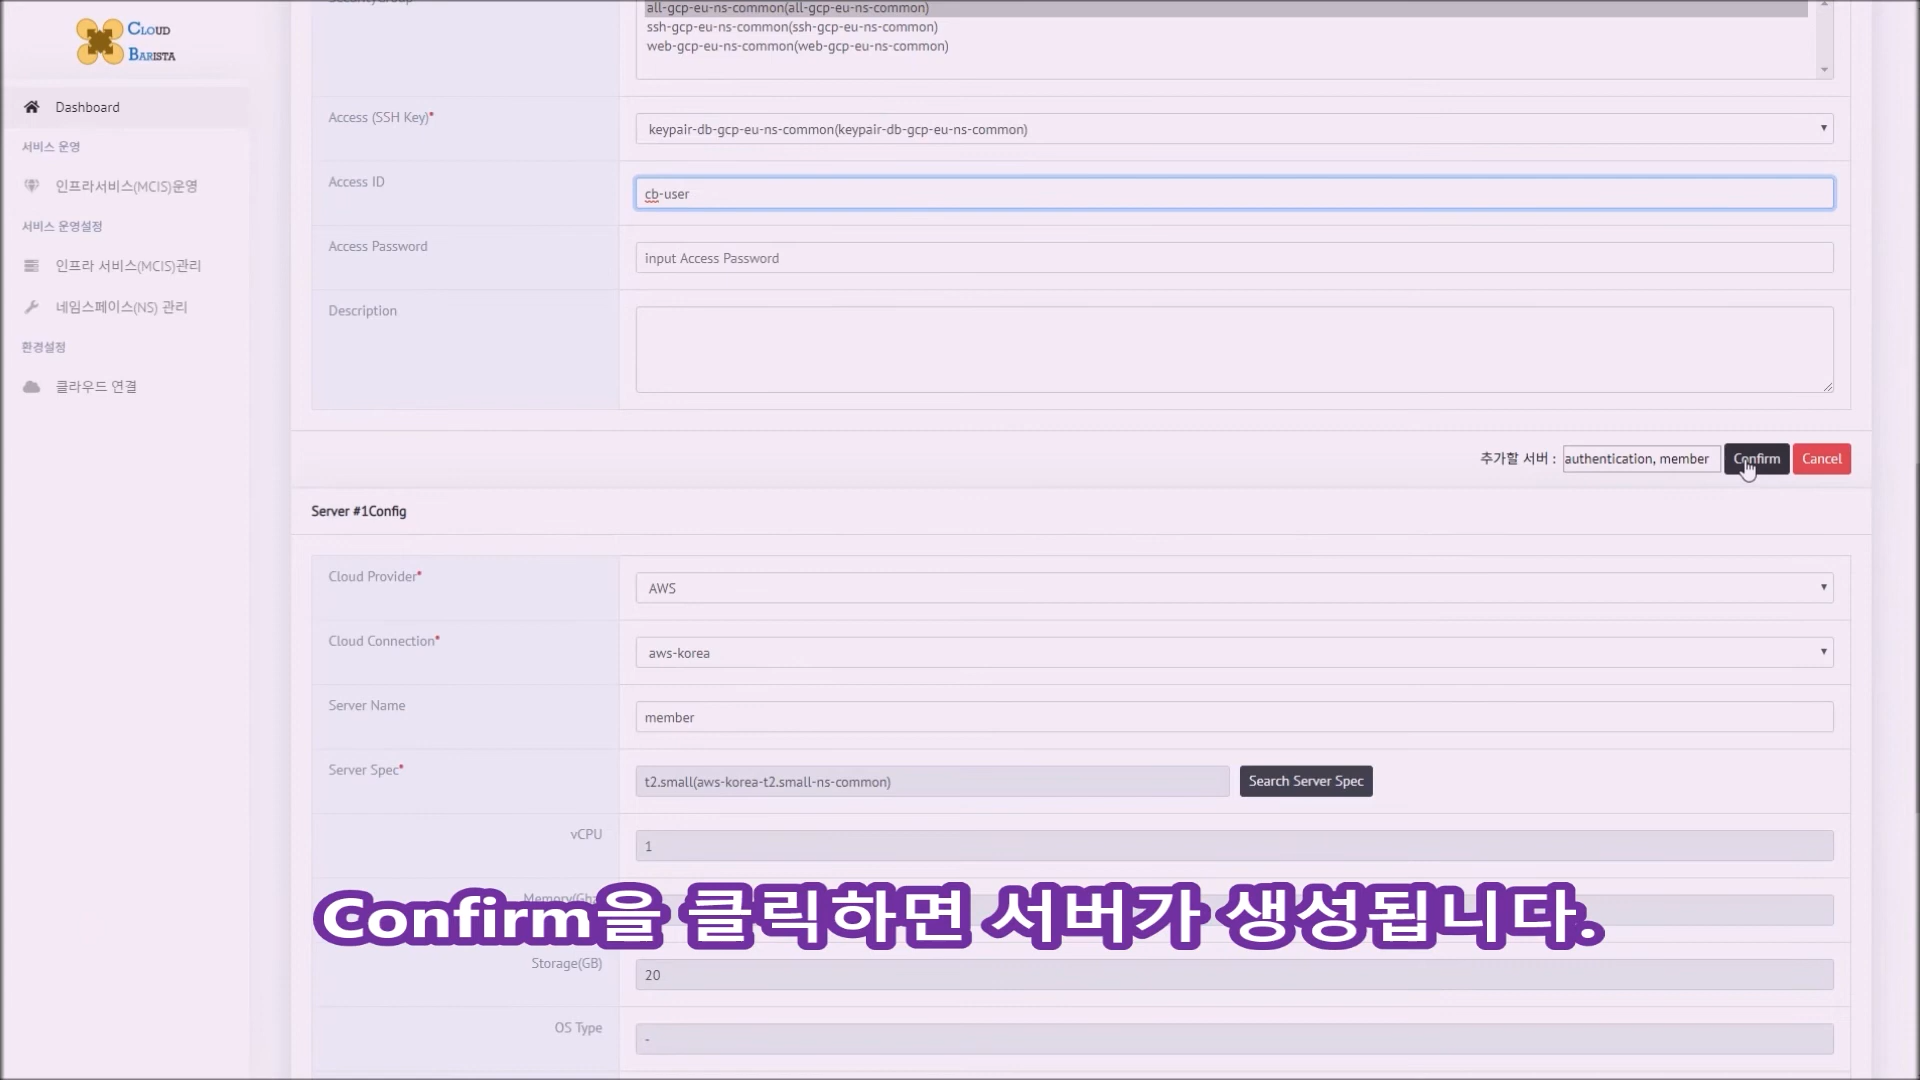 CLOUD
BARISTA
Dashboard
서비스 운영
인프라서비스(MCIS)운영
서비스 운영설정
인프라 서비스(MCIS)관리
네임스페이스(NS) 관리
환경설정
클라우드 연결
all-gcp-eu-ns-common(all-gcp-eu-ns-common)
ssh-gcp-eu-ns-common(ssh-gcp-eu-ns-common)
web-gcp-eu-ns-common(web-gcp-eu-ns-common)
Access (SSH Key)*
keypair-db-gcp-eu-ns-common(keypair-db-gcp-eu-ns-common)
Access ID
cb-user
Access Password
input Access Password
Description
추가할 서버 : authentication, member Confirm Cancel
Server #1Config
Cloud Provider*
AWS
Cloud Connection*
aws-korea
Server Name
member
Server Spec*
t2.small(aws-korea-t2.small-ns-common) Search Server Spec
vCPU
1
Confirm을 클릭하면 서버가 생성됩니다.
Storage(GB)
20
OS Type
-